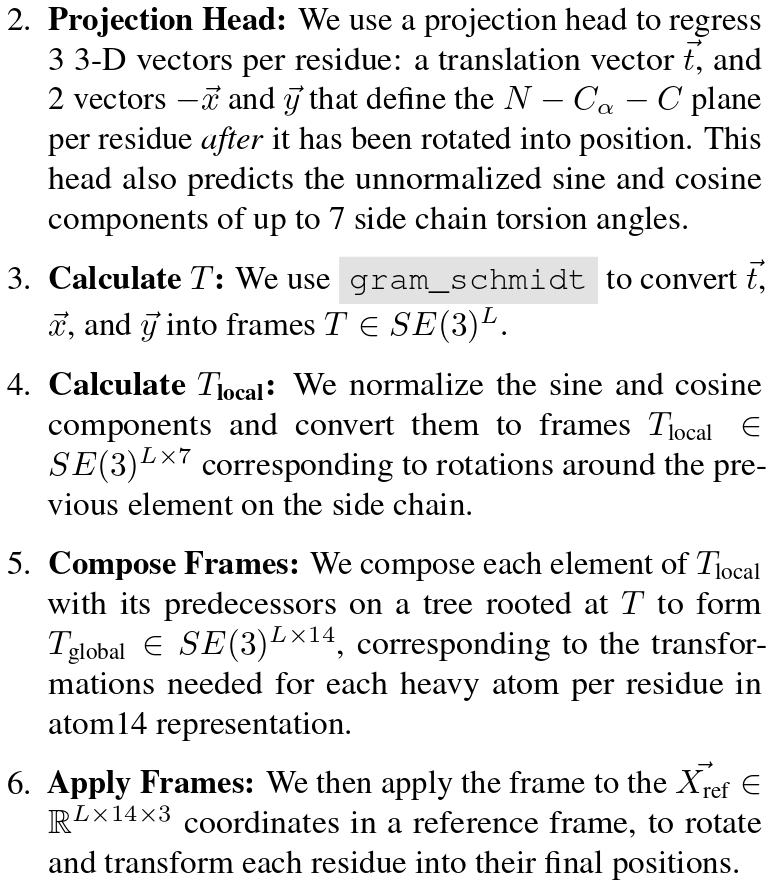 2. Projection Head: We use a projection head to regress
3 3-D vectors per residue: a translation vector $\vec{t}$, and
2 vectors $-\vec{x}$ and $\vec{y}$ that define the $N - C_\alpha - C$ plane
per residue after it has been rotated into position. This
head also predicts the unnormalized sine and cosine
components of up to 7 side chain torsion angles.
3. Calculate $T$: We use gram_schmidt to convert $\vec{t}$,
$\vec{x}$, and $\vec{y}$ into frames $T \in SE(3)^L$.
4. Calculate $T_{\text{local}}$: We normalize the sine and cosine
components and convert them to frames $T_{\text{local}} \in$
$SE(3)^{L \times 7}$ corresponding to rotations around the pre-
vious element on the side chain.
5. Compose Frames: We compose each element of $T_{\text{local}}$
with its predecessors on a tree rooted at $T$ to form
$T_{\text{global}} \in SE(3)^{L \times 14}$, corresponding to the transfor-
mations needed for each heavy atom per residue in
atom14 representation.
6. Apply Frames: We then apply the frame to the $\vec{X_{\text{ref}}} \in$
$\mathbb{R}^{L \times 14 \times 3}$ coordinates in a reference frame, to rotate
and transform each residue into their final positions.